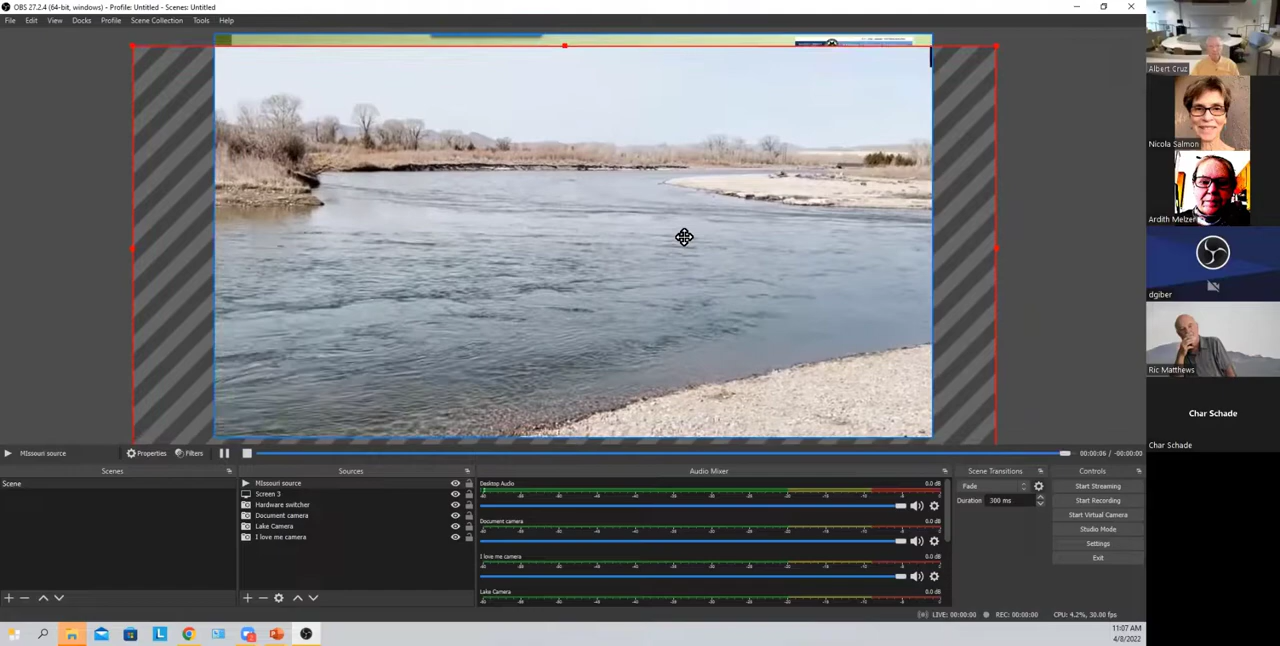 OBS 27.2.4 (64-bit, windows) - Profile: Untitled - Scenes: Untitled
File Edit View Docks Profile Scene Collection Tools Help
Albert Cruz
Nicola Salmon
Ardith Melzer
dgiber
Ric Matthews
Char Schade
Char Schade
MIssouri source Properties Filters 00:00:06 / -00:00:00
Scenes Sources Audio Mixer Scene Transitions Controls
Scene
MIssouri source
Screen 3
Hardware switcher
Document camera
Lake Camera
I love me camera
Desktop Audio 0.0 dB
Document camera 0.0 dB
I love me camera 0.0 dB
Lake Camera 0.0 dB
Fade
Duration 300 ms
Start Streaming
Start Recording
Start Virtual Camera
Studio Mode
Settings
Exit
LIVE: 00:00:00 REC: 00:00:00 CPU: 4.2%, 30.00 fps
11:07 AM
4/8/2022